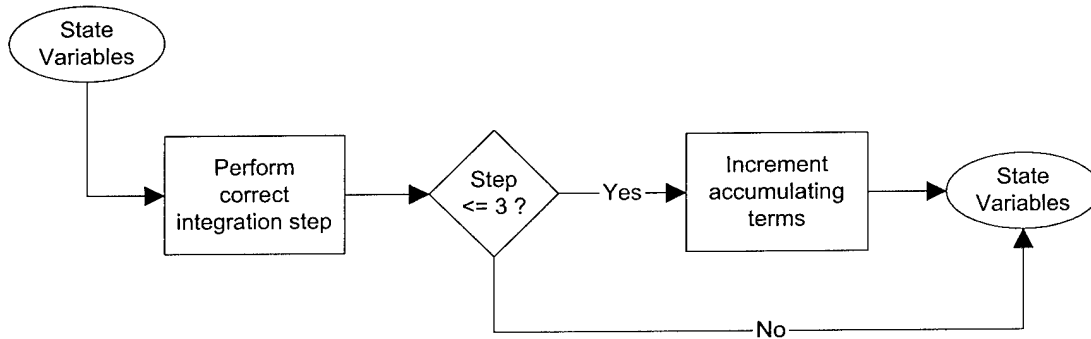 State
Variables
Perform
correct
integration step
Step
<= 3 ?
Yes
Increment
accumulating
terms
State
Variables
No